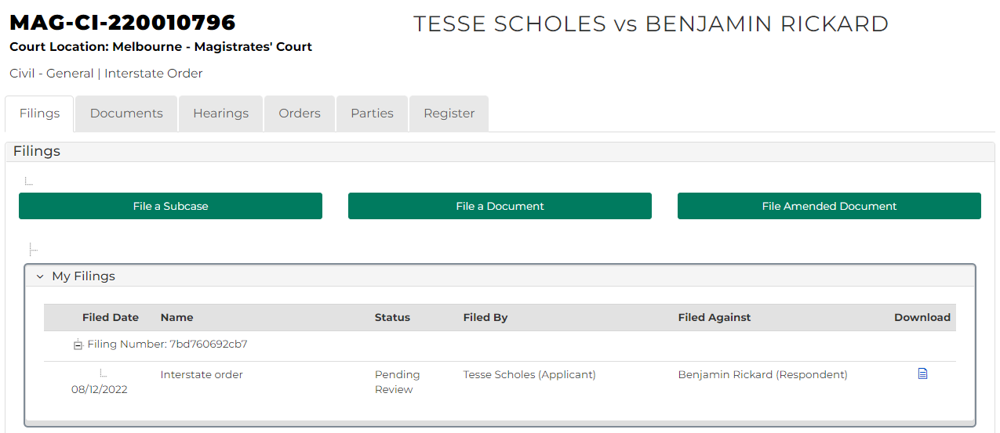 MAG-CI-220010796
TESSE SCHOLES vs BENJAMIN RICKARD
Court Location: Melbourne - Magistrates' Court
Civil - General | Interstate Order
Filings Documents Hearings Orders Parties Register
Filings
File a Subcase File a Document File Amended Document
My Filings
Filed Date Name Status Filed By Filed Against Download
Filing Number: 7bd760692cb7
08/12/2022 Interstate order Pending Review Tesse Scholes (Applicant) Benjamin Rickard (Respondent)